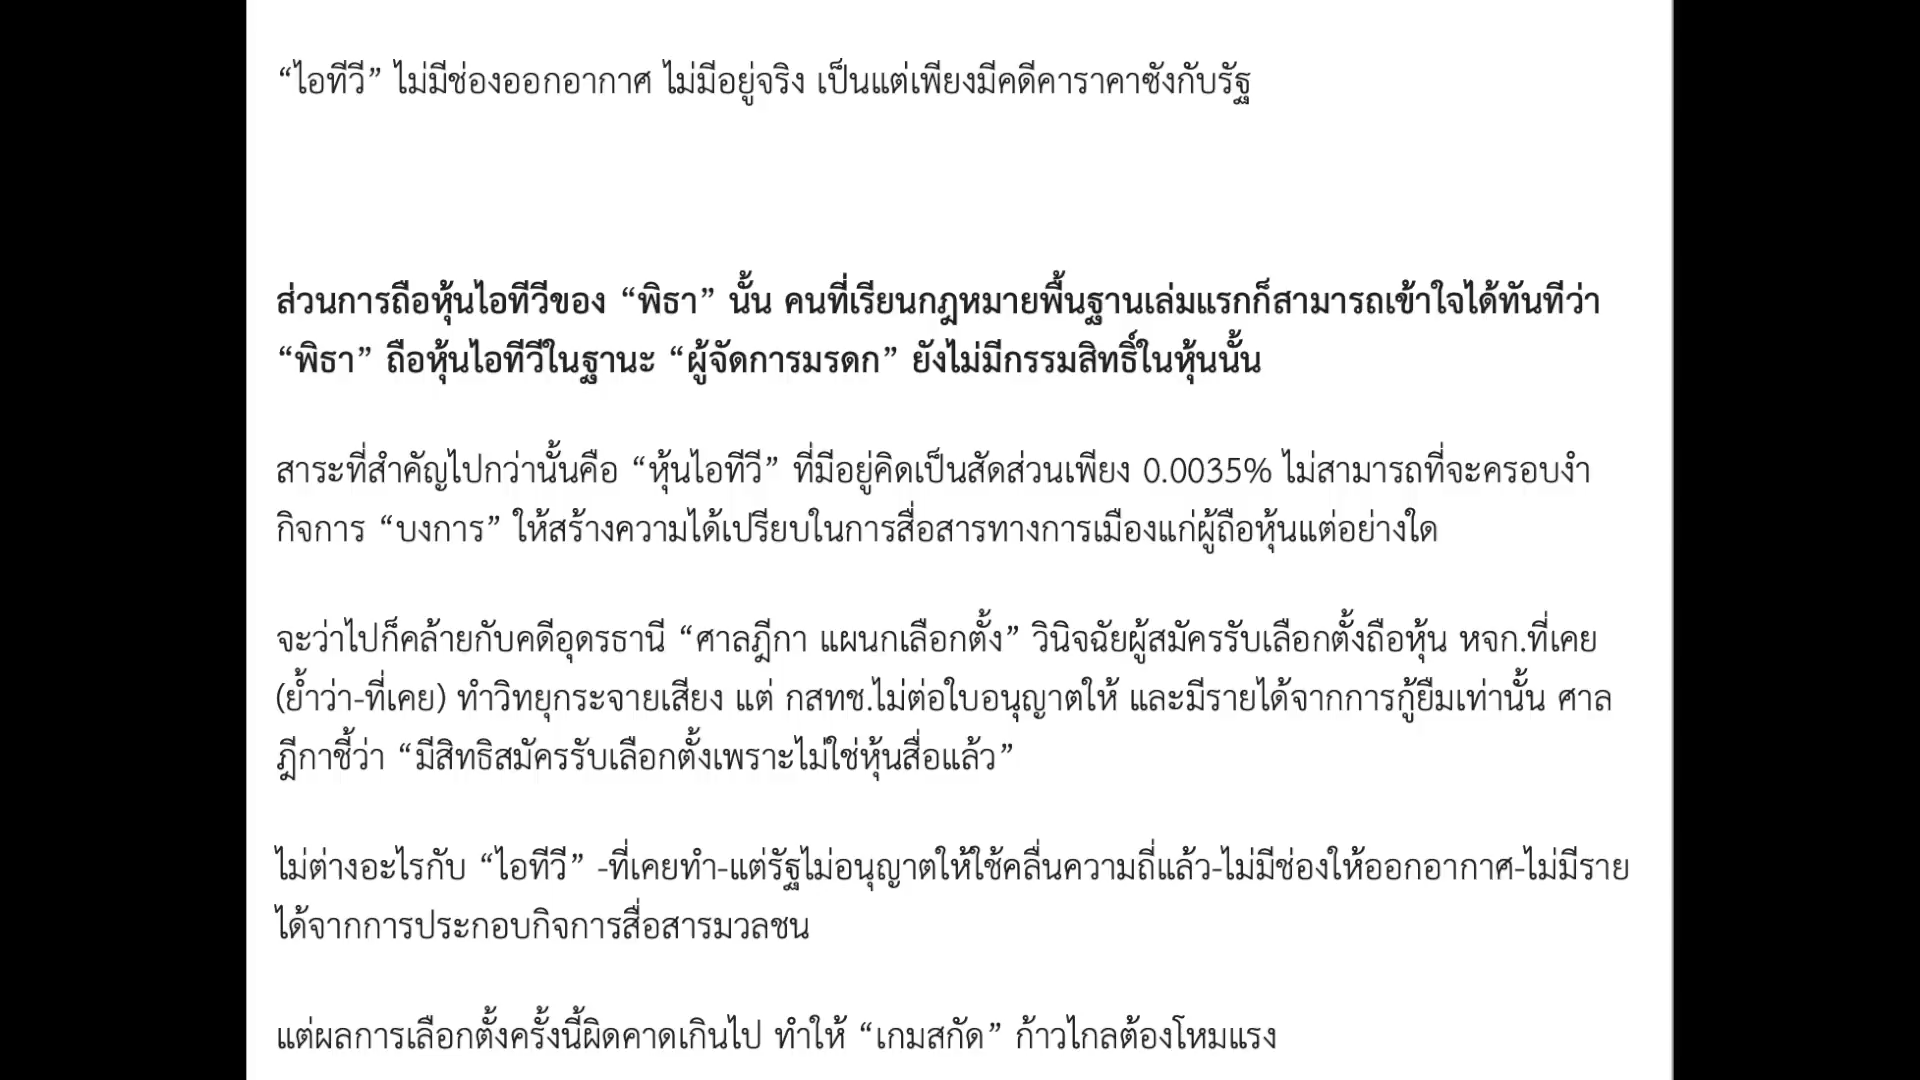 “ไอทีวี” ไม่มีช่องออกอากาศ ไม่มีอยู่จริง เป็นแต่เพียงมีคดีคาราคาซังกับรัฐ
ส่วนการถือหุ้นไอทีวีของ “พิธา” นั้น คนที่เรียนกฎหมายพื้นฐานเล่มแรกก็สามารถเข้าใจได้ทันทีว่า
“พิธา” ถือหุ้นไอทีวีในฐานะ “ผู้จัดการมรดก” ยังไม่มีกรรมสิทธิ์ในหุ้นนั้น
สาระที่สำคัญไปกว่านั้นคือ “หุ้นไอทีวี” ที่มีอยู่คิดเป็นสัดส่วนเพียง 0.0035% ไม่สามารถที่จะครอบงำ
กิจการ “บงการ” ให้สร้างความได้เปรียบในการสื่อสารทางการเมืองแก่ผู้ถือหุ้นแต่อย่างใด
จะว่าไปก็คล้ายกับคดีอุดรธานี “ศาลฎีกา แผนกเลือกตั้ง” วินิจฉัยผู้สมัครรับเลือกตั้งถือหุ้น หจก.ที่เคย
(ย้ำว่า-ที่เคย) ทำวิทยุกระจายเสียง แต่ กสทช.ไม่ต่อใบอนุญาตให้ และมีรายได้จากการกู้ยืมเท่านั้น ศาล
ฎีกาชี้ว่า “มีสิทธิสมัครรับเลือกตั้งเพราะไม่ใช่หุ้นสื่อแล้ว”
ไม่ต่างอะไรกับ “ไอทีวี” -ที่เคยทำ-แต่รัฐไม่อนุญาตให้ใช้คลื่นความถี่แล้ว-ไม่มีช่องให้ออกอากาศ-ไม่มีราย
ได้จากการประกอบกิจการสื่อสารมวลชน
แต่ผลการเลือกตั้งครั้งนี้ผิดคาดเกินไป ทำให้ “เกมสกัด” ก้าวไกลต้องโหมแรง